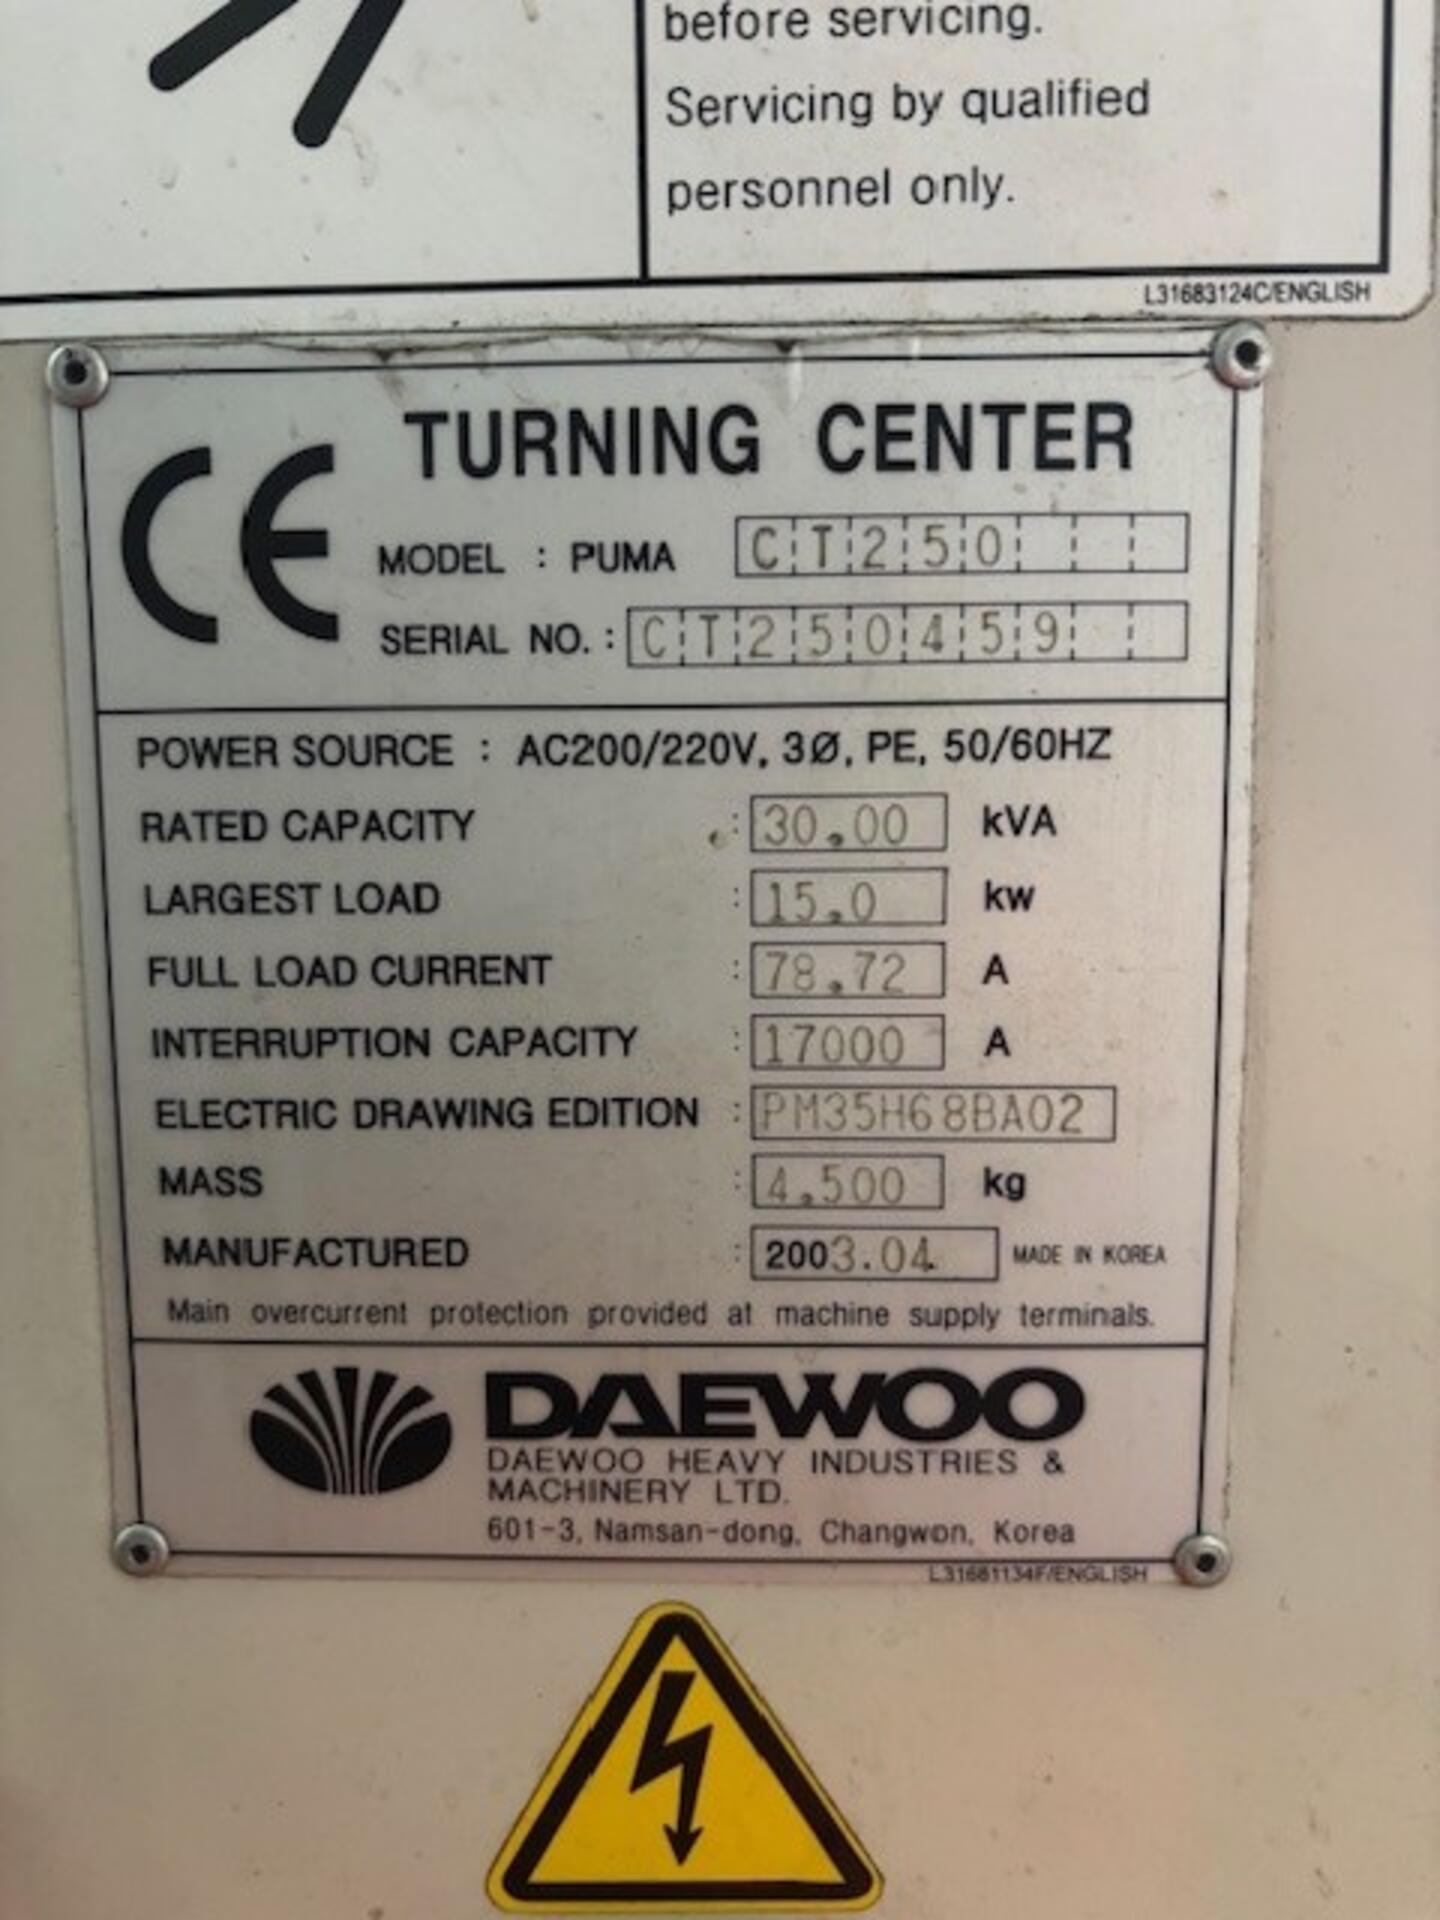 before servicing.
Servicing by qualified
personnel only.
L31683124C/ENGLISH
CE TURNING CENTER
MODEL : PUMA CT250
SERIAL NO. : CT250459
POWER SOURCE : AC200/220V, 3Ø, PE, 50/60HZ
RATED CAPACITY : 30.00 kVA
LARGEST LOAD : 15.0 kw
FULL LOAD CURRENT : 78.72 A
INTERRUPTION CAPACITY : 17000 A
ELECTRIC DRAWING EDITION : PM35H68BA02
MASS : 4.500 kg
MANUFACTURED : 2003.04. MADE IN KOREA
Main overcurrent protection provided at machine supply terminals.
DAEWOO
DAEWOO HEAVY INDUSTRIES &
MACHINERY LTD.
601-3, Namsan-dong, Changwon, Korea
L31681134F/ENGLISH